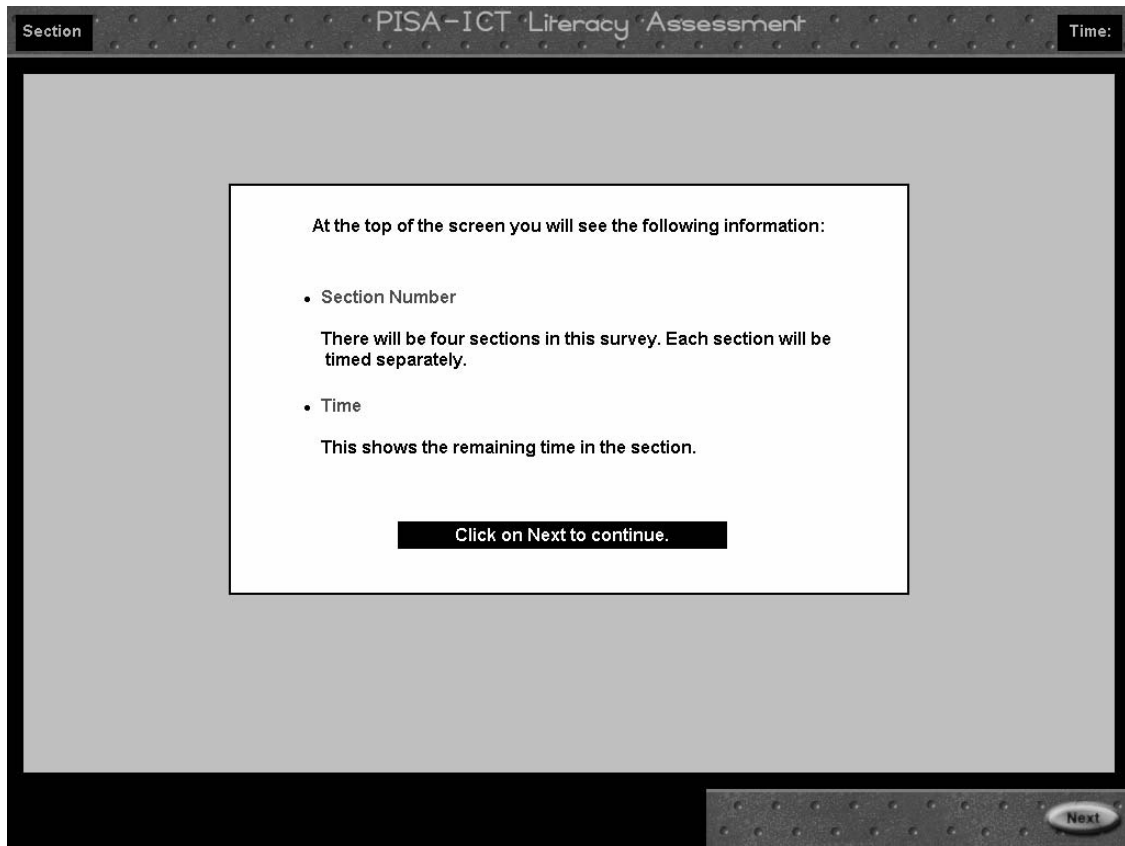 Section
PISA-ICT Literacy Assessment
Time:
At the top of the screen you will see the following information:
• Section Number
There will be four sections in this survey. Each section will be
timed separately.
• Time
This shows the remaining time in the section.
Click on Next to continue.
Next